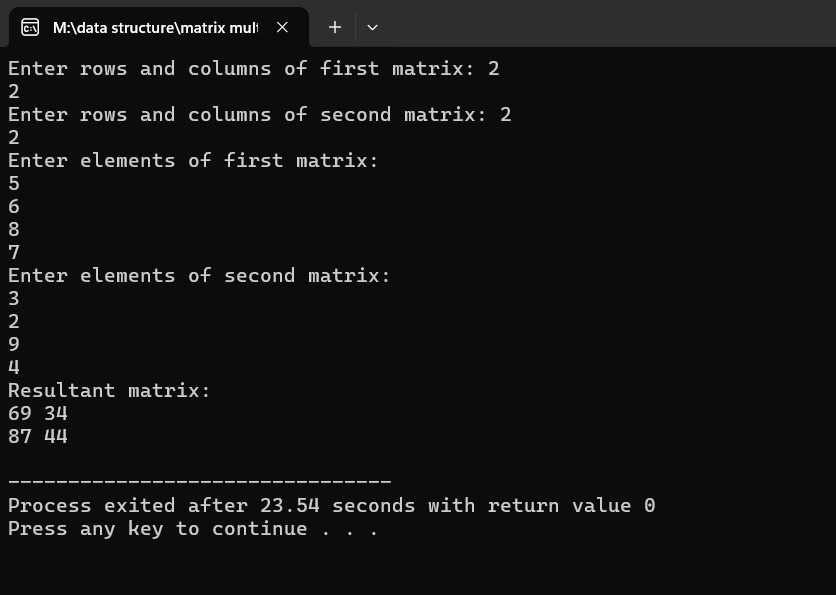 M:\data structure\matrix mul
Enter rows and columns of first matrix: 2
2
Enter rows and columns of second matrix: 2
2
Enter elements of first matrix:
5
6
8
7
Enter elements of second matrix:
3
2
9
4
Resultant matrix:
69 34
87 44
--------------------------------
Process exited after 23.54 seconds with return value 0
Press any key to continue . . .